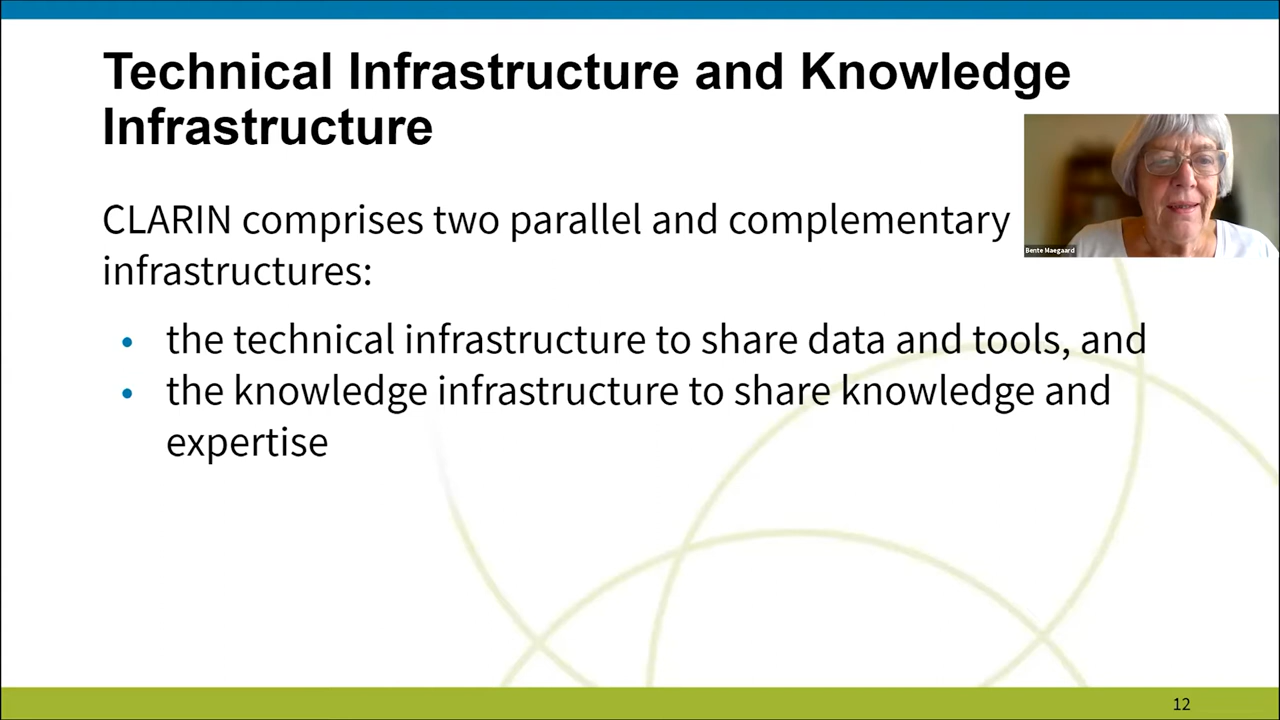 Technical Infrastructure and Knowledge
Infrastructure
CLARIN comprises two parallel and complementary
infrastructures:
• the technical infrastructure to share data and tools, and
• the knowledge infrastructure to share knowledge and
expertise
Bente Maegaard
12